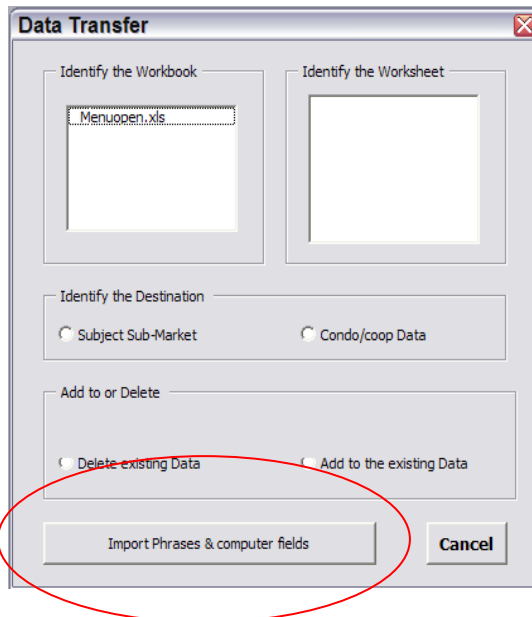 Data Transfer
Identify the Workbook
Identify the Worksheet
Menuopen.xls
Identify the Destination
Subject Sub-Market
Condo/coop Data
Add to or Delete
Delete existing Data
Add to the existing Data
Import Phrases & computer fields
Cancel